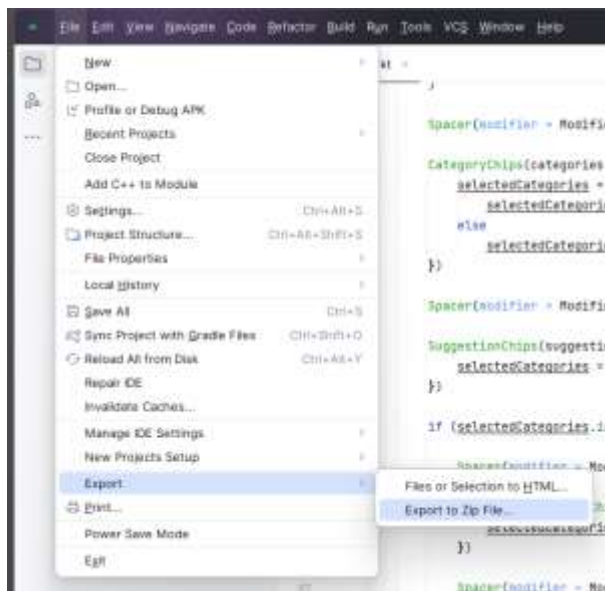 File Edit View Navigate Code Refactor Build Run Tools VCS Window Help
New
Open...
Profile or Debug APK
Recent Projects
Close Project
Add C++ to Module
Settings... Ctrl+Alt+S
Project Structure... Ctrl+Alt+Shift+S
File Properties
Local History
Save All Ctrl+S
Sync Project with Gradle Files Ctrl+Shift+O
Reload All from Disk Ctrl+Alt+Y
Repair IDE
Invalidate Caches...
Manage IDE Settings
New Projects Setup
Export
Files or Selection to HTML...
Export to Zip File...
Print...
Power Save Mode
Exit
Spacer(modifier = Modifi
CategoryChips(categories
selectedCategories =
selectedCategori
else
selectedCategori
})
Spacer(modifier = Modifi
SuggestionChips(suggesti
selectedCategories =
})
if (selectedCategories.i
})
Spacer(modifier = Mo